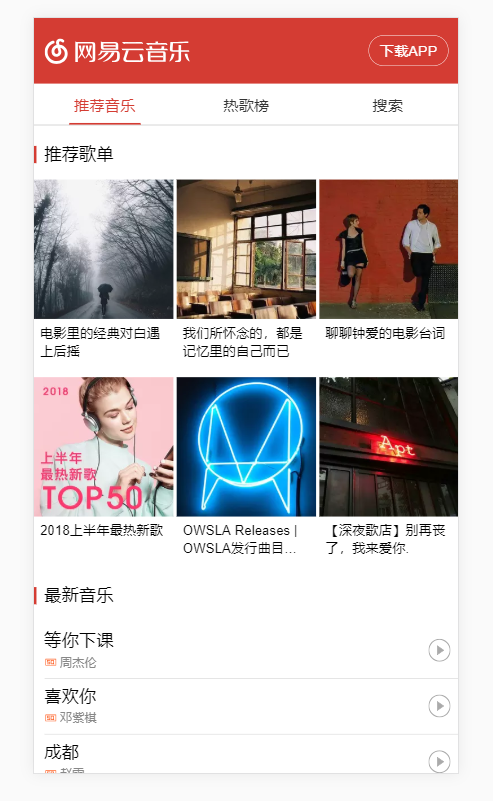 网易云音乐
下载APP
推荐音乐 热歌榜 搜索
推荐歌单
电影里的经典对白遇
上后摇
我们所怀念的，都是
记忆里的自己而已
聊聊钟爱的电影台词
2018
上半年
最热新歌
TOP50
Apt
2018上半年最热新歌
OWSLA Releases |
OWSLA发行曲目...
【深夜歌店】别再丧
了，我来爱你.
最新音乐
等你下课
SQ 周杰伦
喜欢你
SQ 邓紫棋
成都